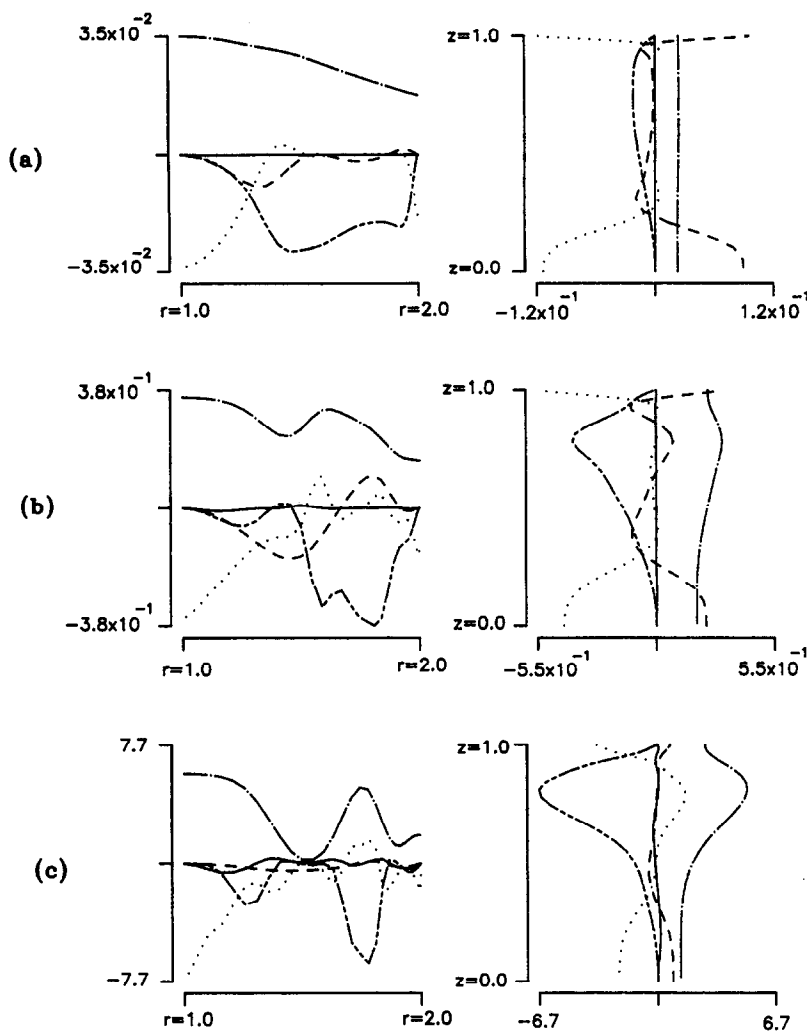 3.5x10⁻²
(a)
−3.5x10⁻²
r=1.0
r=2.0
z=1.0
z=0.0
−1.2x10⁻¹
1.2x10⁻¹
3.8x10⁻¹
(b)
−3.8x10⁻¹
r=1.0
r=2.0
z=1.0
z=0.0
−5.5x10⁻¹
5.5x10⁻¹
7.7
(c)
−7.7
r=1.0
r=2.0
z=1.0
z=0.0
−6.7
6.7